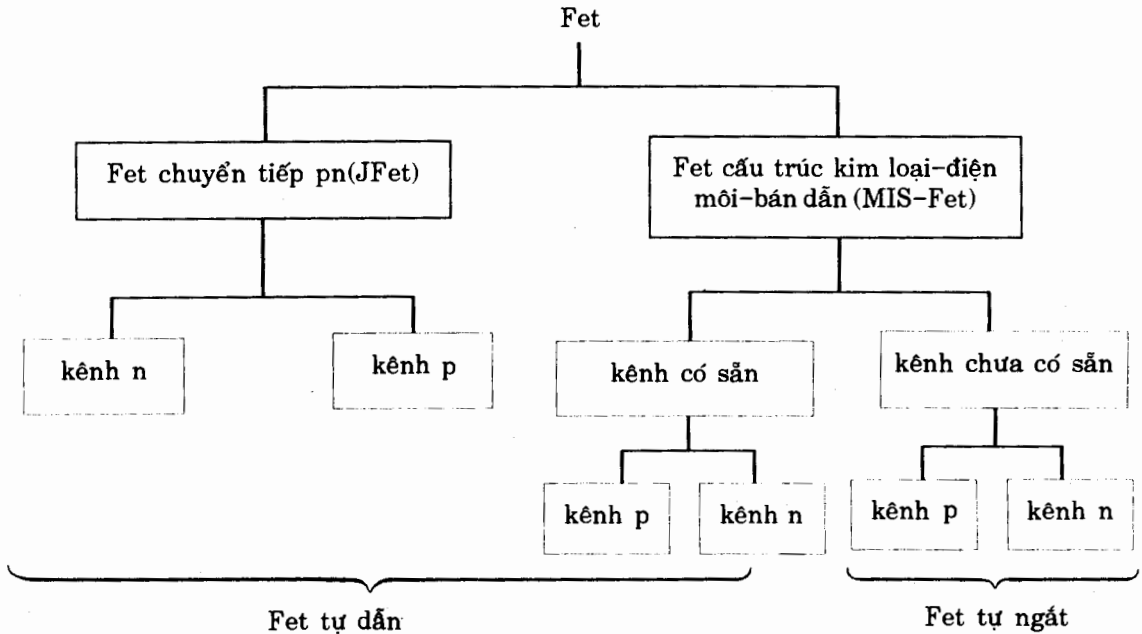 Fet
Fet chuyển tiếp pn(JFet)
Fet cấu trúc kim loại-điện
môi-bán dẫn (MIS-Fet)
kênh n
kênh p
kênh có sẵn
kênh chưa có sẵn
kênh p
kênh n
kênh p
kênh n
Fet tự dẫn
Fet tự ngắt